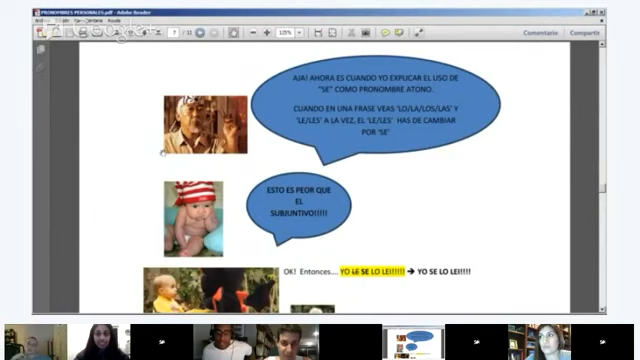 PRONOMBRES PERSONALES.pdf - Adobe Reader
Ayuda
7
125%
Comentario
Compartir
AJA! AHORA ES CUANDO YO EXPLICAR EL USO DE
"SE" COMO PRONOMBRE ATONO.
CUANDO EN UNA FRASE VEAS 'LO/LA/LOS/LAS' Y
'LE/LES' A LA VEZ, EL 'LE/LES' HAS DE CAMBIAR
POR 'SE'
ESTO ES PEOR QUE
EL
SUBJUNTIVO!!!!!
OK! Entonces.... YO LE SE LO LEI!!!!! → YO SE LO LEI!!!!